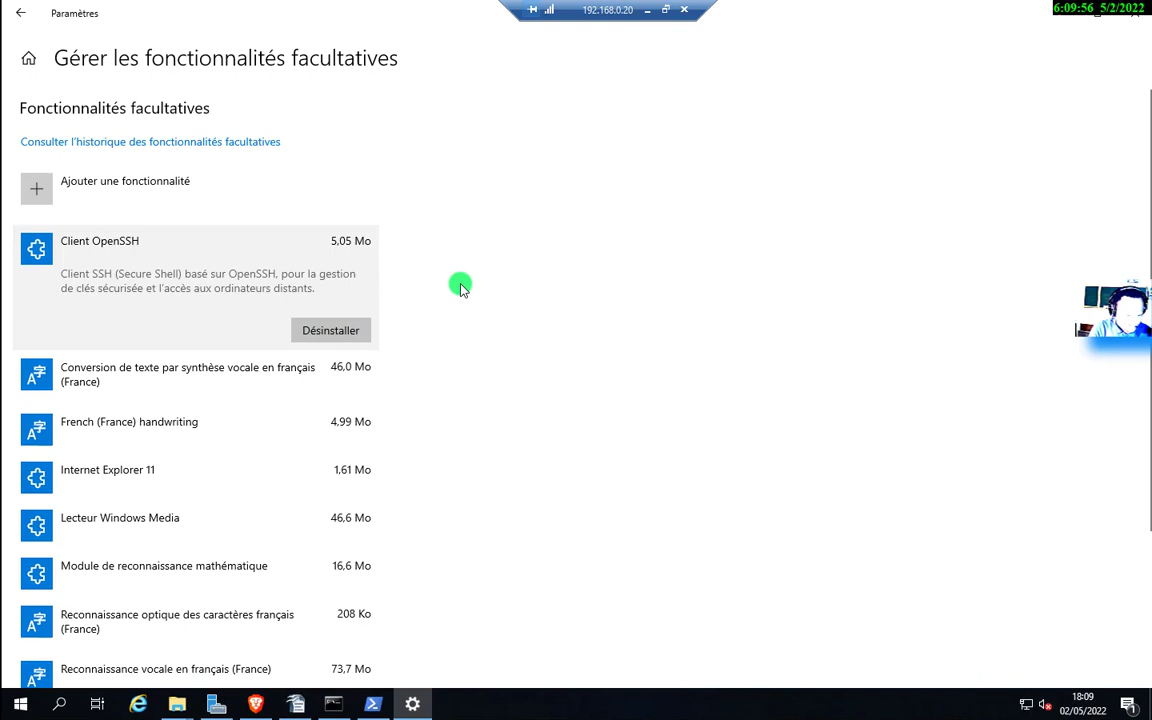 Paramètres
192.168.0.20
6:09:56 5/2/2022
Gérer les fonctionnalités facultatives
Fonctionnalités facultatives
Consulter l'historique des fonctionnalités facultatives
Ajouter une fonctionnalité
Client OpenSSH 5,05 Mo
Client SSH (Secure Shell) basé sur OpenSSH, pour la gestion
de clés sécurisée et l'accès aux ordinateurs distants.
Désinstaller
Conversion de texte par synthèse vocale en français 46,0 Mo
(France)
French (France) handwriting 4,99 Mo
Internet Explorer 11 1,61 Mo
Lecteur Windows Media 46,6 Mo
Module de reconnaissance mathématique 16,6 Mo
Reconnaissance optique des caractères français 208 Ko
(France)
Reconnaissance vocale en français (France) 73,7 Mo
18:09
02/05/2022
1